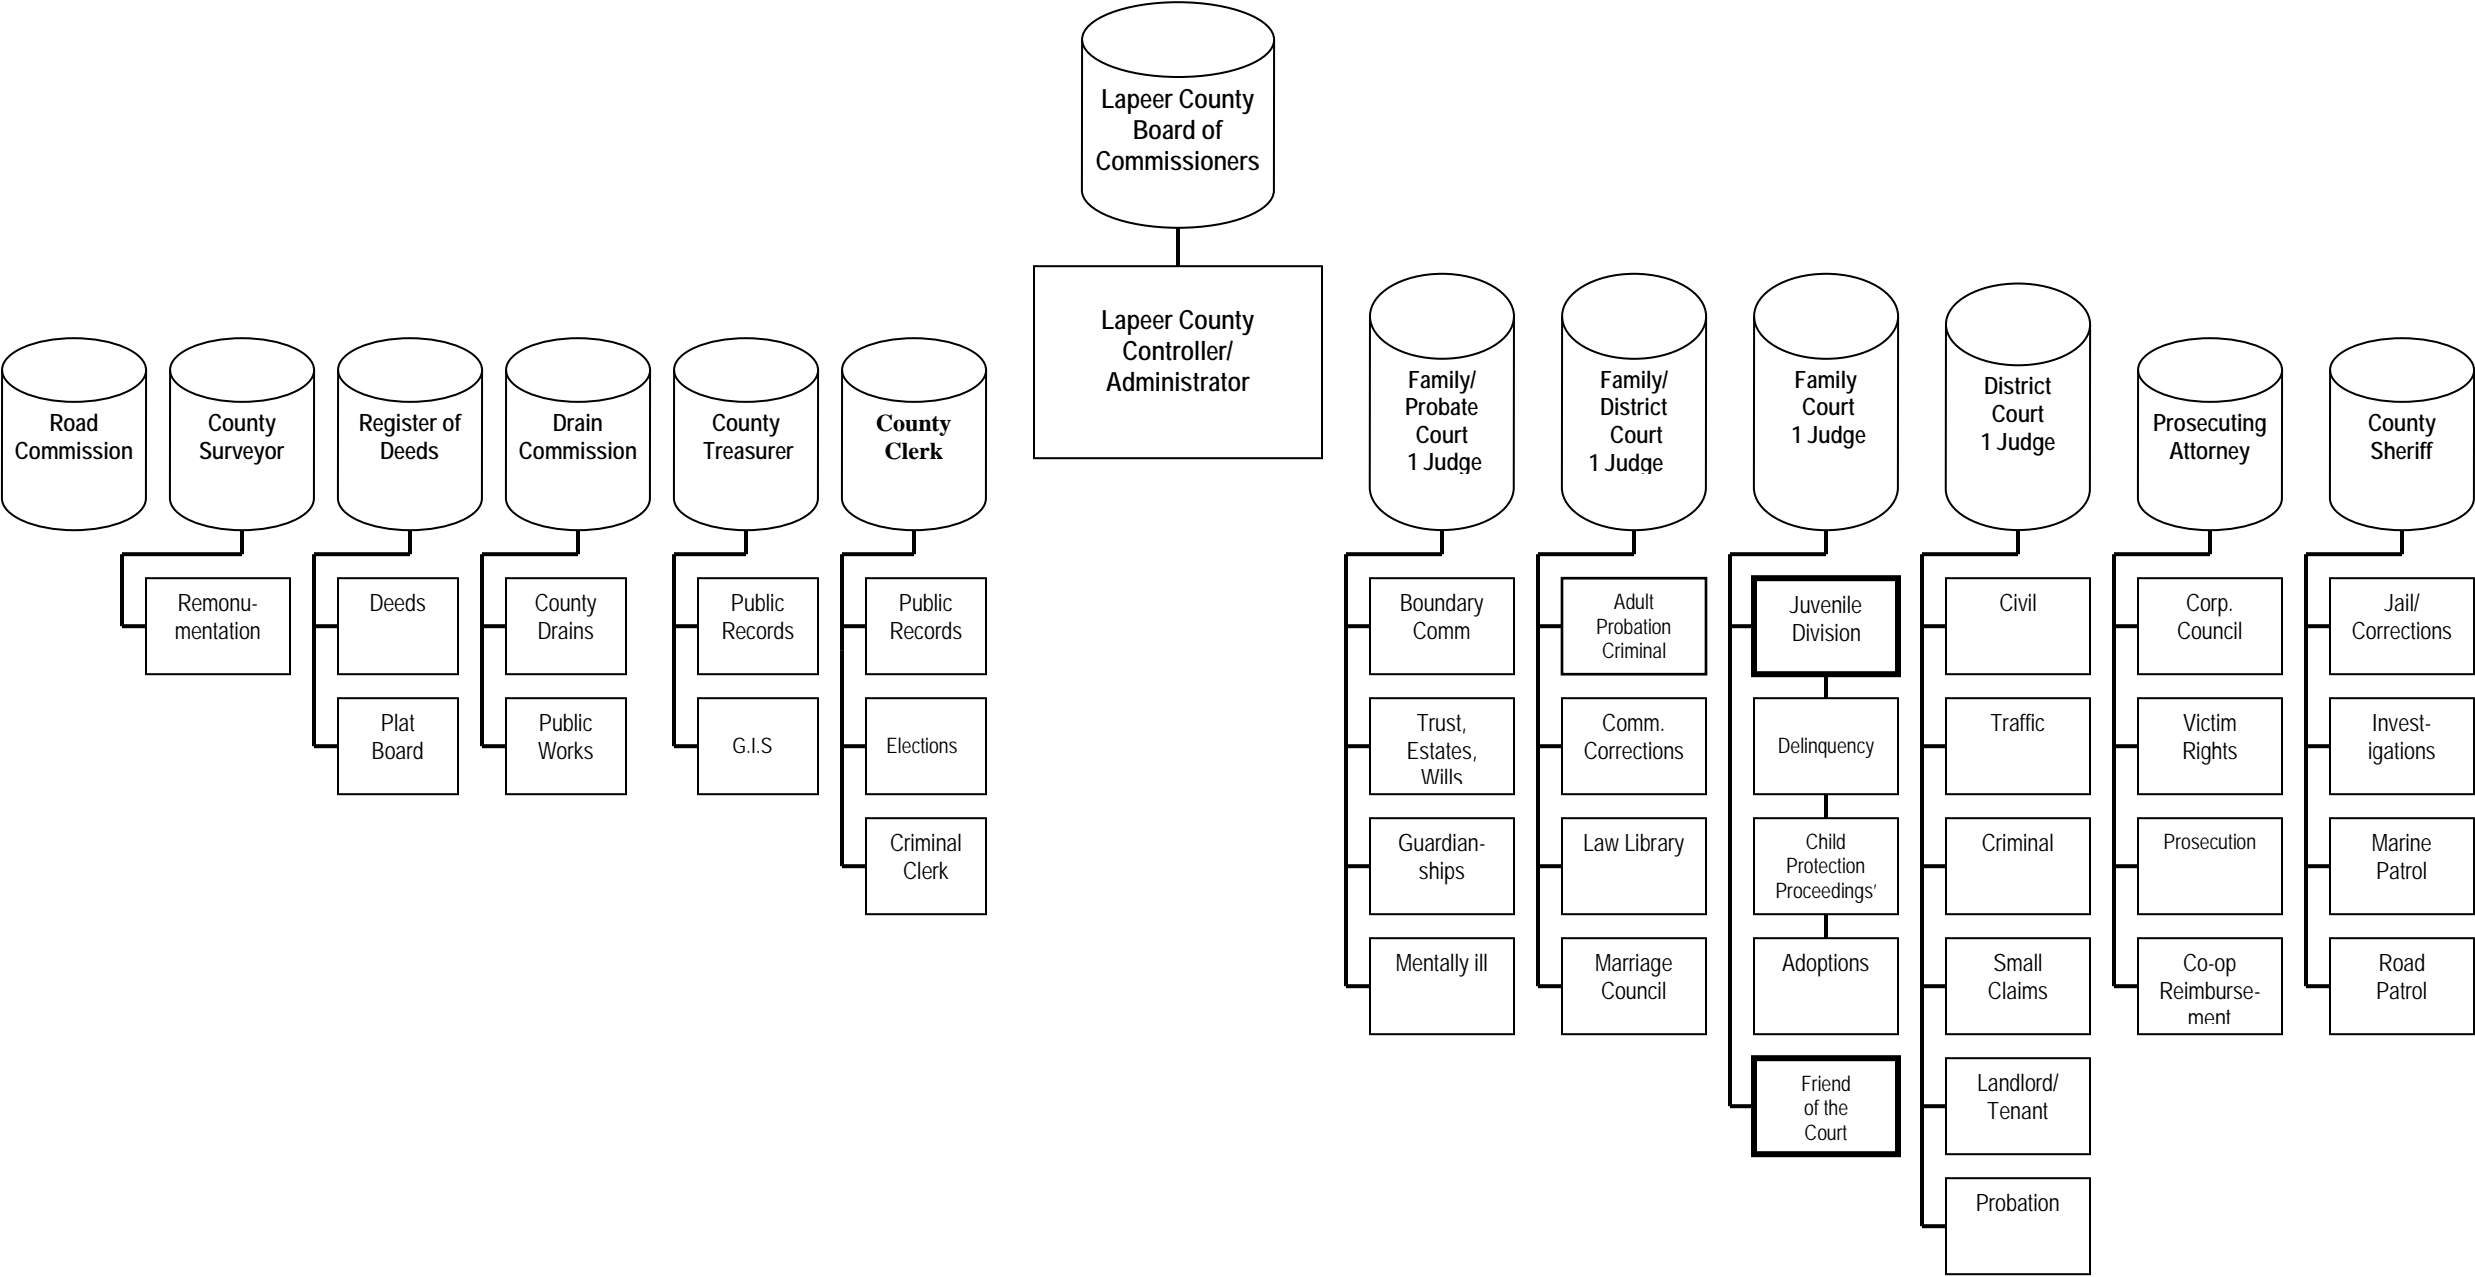 Lapeer County
Board of
Commissioners
Lapeer County
Controller/
Administrator
Road
Commission
County
Surveyor
Register of
Deeds
Drain
Commission
County
Treasurer
County
Clerk
Family/
Probate
Court
1 Judge
Family/
District
Court
1 Judge
Family
Court
1 Judge
District
Court
1 Judge
Prosecuting
Attorney
County
Sheriff
Remonu-
mentation
Deeds
Plat
Board
County
Drains
Public
Works
Public
Records
G.I.S
Public
Records
Elections
Criminal
Clerk
Boundary
Comm
Trust,
Estates,
Wills
Guardian-
ships
Mentally ill
Adult
Probation
Criminal
Comm.
Corrections
Law Library
Marriage
Council
Juvenile
Division
Delinquency
Child
Protection
Proceedings’
Adoptions
Friend
of the
Court
Civil
Traffic
Criminal
Small
Claims
Landlord/
Tenant
Probation
Corp.
Council
Victim
Rights
Prosecution
Co-op
Reimburse-
ment
Jail/
Corrections
Invest-
igations
Marine
Patrol
Road
Patrol